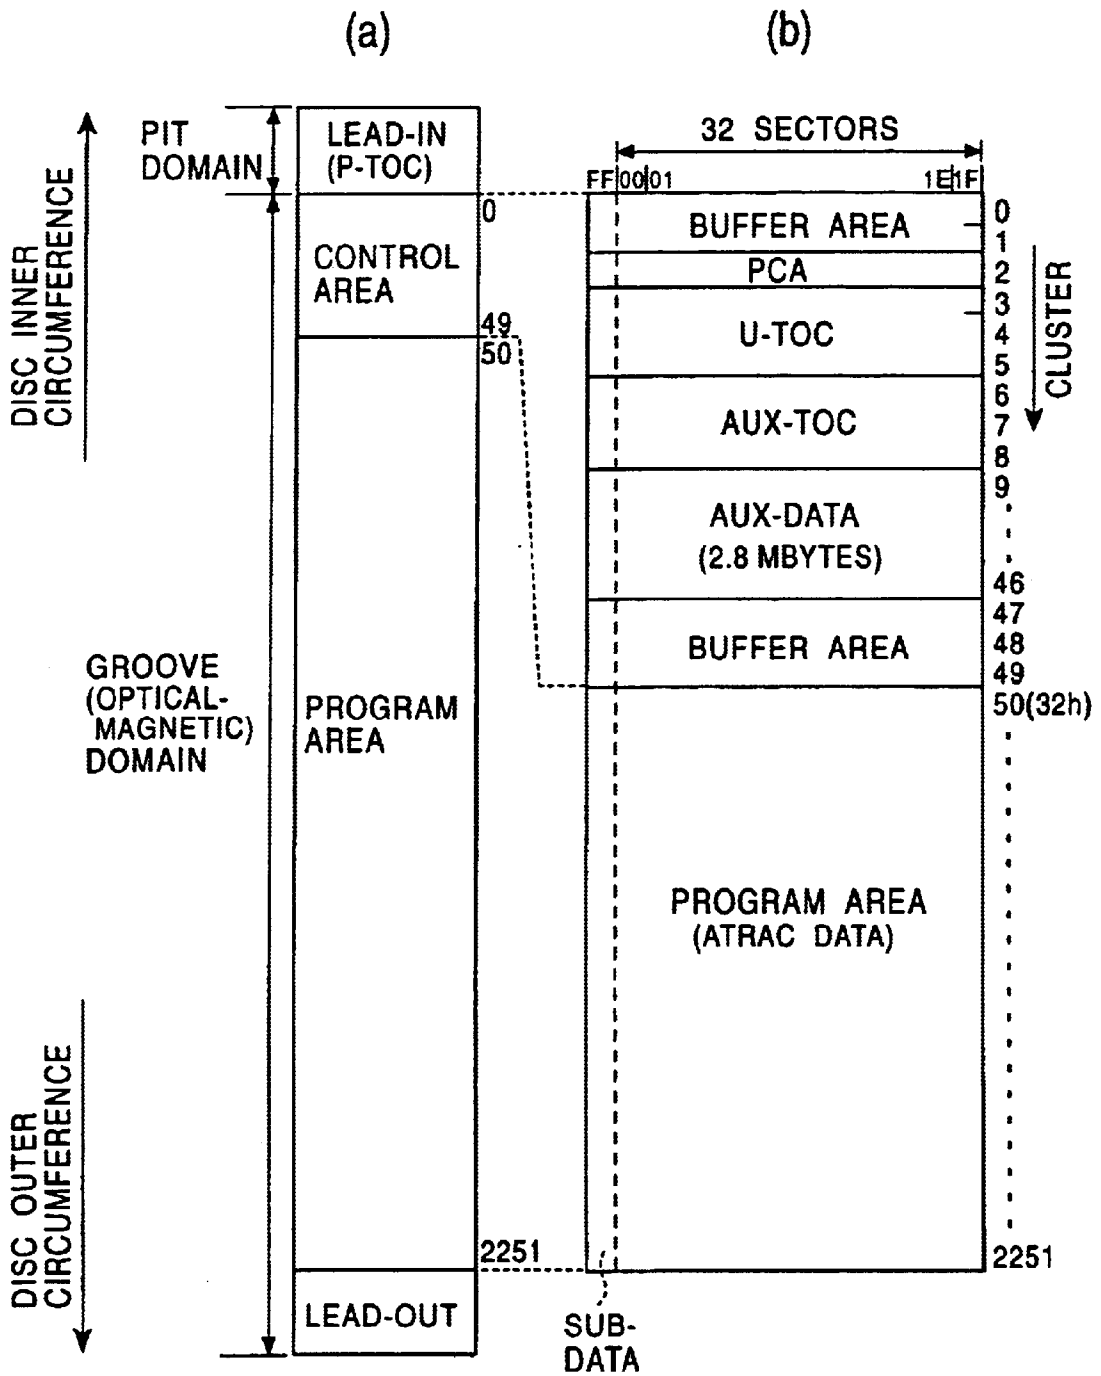 (a)
(b)
DISC INNER
CIRCUMFERENCE
PIT
DOMAIN
LEAD-IN
(P-TOC)
0
CONTROL
AREA
49
50
GROOVE
(OPTICAL-
MAGNETIC)
DOMAIN
PROGRAM
AREA
2251
LEAD-OUT
DISC OUTER
CIRCUMFERENCE
32 SECTORS
FF 00 01 1E 1F
BUFFER AREA
0
1
PCA
2
U-TOC
3
4
5
AUX-TOC
6
7
8
AUX-DATA
(2.8 MBYTES)
9
46
BUFFER AREA
47
48
49
50(32h)
CLUSTER
PROGRAM AREA
(ATRAC DATA)
2251
SUB-
DATA